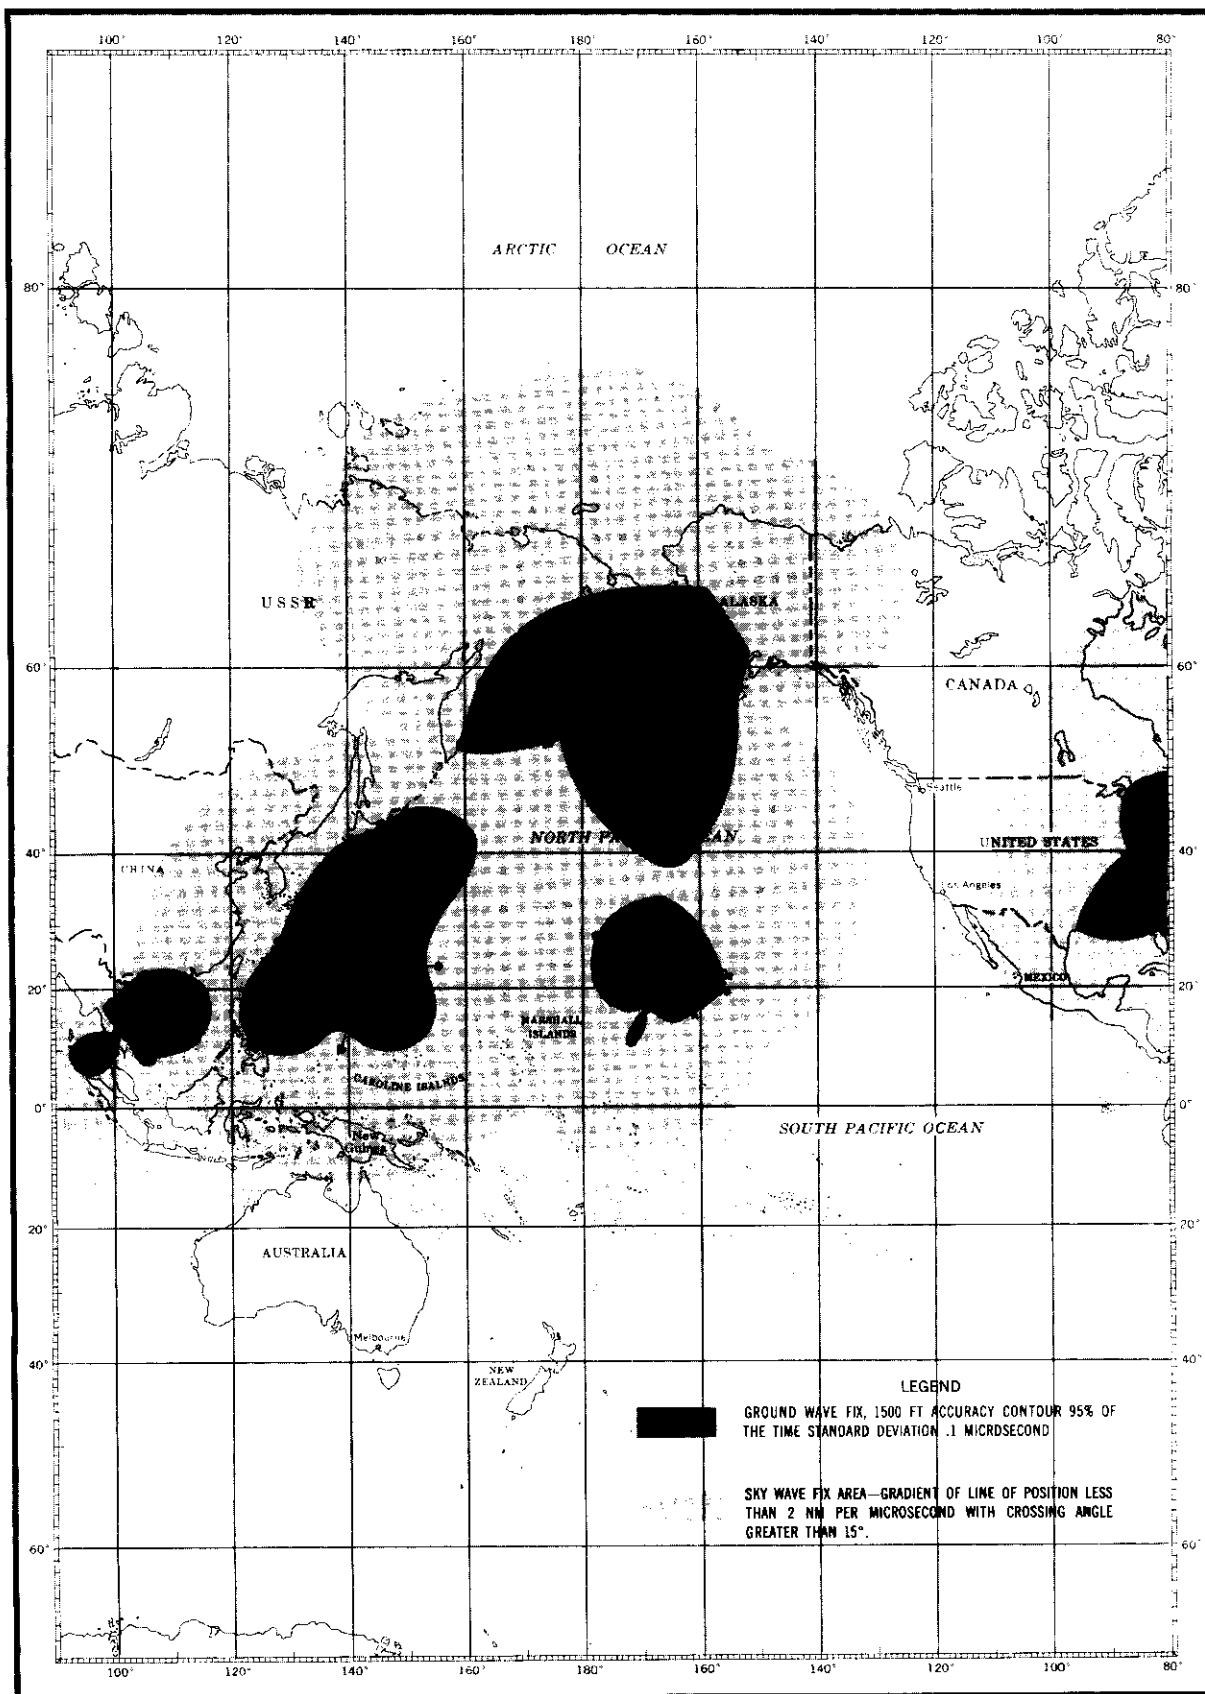 100° 120° 140° 160° 180° 160° 140° 120° 100° 80°
ARCTIC OCEAN
80° 80°
USSR ALASKA
60° 60°
CANADA
Seattle
NORTH PA AN
UNITED STATES
40° 40°
CHINA
Los Angeles
MEXICO
20° 20°
MARSHALL
ISLANDS
CAROLINE ISALNDS
0° 0°
SOUTH PACIFIC OCEAN
New
Guinea
20° 20°
AUSTRALIA
Melbourne
40° 40°
NEW
ZEALAND
LEGEND
GROUND WAVE FIX, 1500 FT ACCURACY CONTOUR 95% OF
THE TIME STANDARD DEVIATION .1 MICRDSECOND
SKY WAVE FIX AREA—GRADIENT OF LINE OF POSITION LESS
THAN 2 NM PER MICROSECOND WITH CROSSING ANGLE
GREATER THAN 15°.
60° 60°
100° 120° 140° 160° 180° 160° 140° 120° 100° 80°